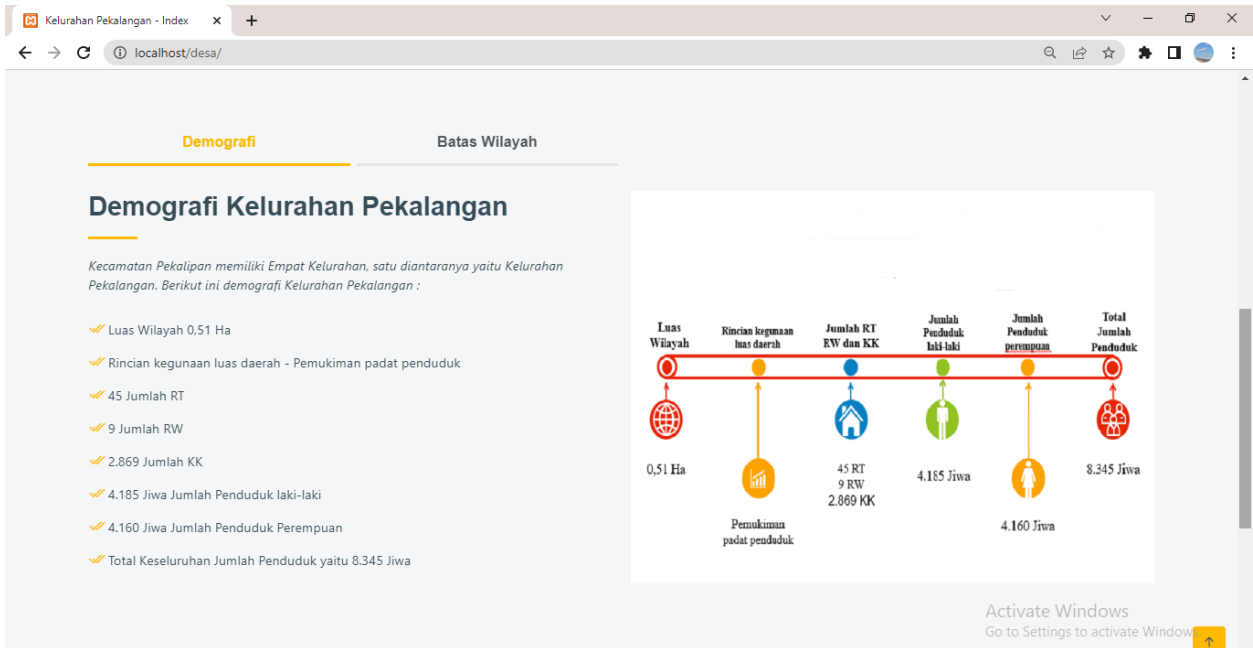 Kelurahan Pekalangan - Index
localhost/desa/
Demografi
Batas Wilayah
Demografi Kelurahan Pekalangan
Kecamatan Pekalipan memiliki Empat Kelurahan, satu diantaranya yaitu Kelurahan
Pekalangan. Berikut ini demografi Kelurahan Pekalangan :
Luas Wilayah 0,51 Ha
Rincian kegunaan luas daerah - Pemukiman padat penduduk
45 Jumlah RT
9 Jumlah RW
2.869 Jumlah KK
4.185 Jiwa Jumlah Penduduk laki-laki
4.160 Jiwa Jumlah Penduduk Perempuan
Total Keseluruhan Jumlah Penduduk yaitu 8.345 Jiwa
Luas
Wilayah
Rincian kegunaan
luas daerah
Jumlah RT
RW dan KK
Jumlah
Penduduk
laki-laki
Jumlah
Penduduk
perempuan
Total
Jumlah
Penduduk
0,51 Ha
Pemukiman
padat penduduk
45 RT
9 RW
2.869 KK
4.185 Jiwa
4.160 Jiwa
8.345 Jiwa
Activate Windows
Go to Settings to activate Windows.